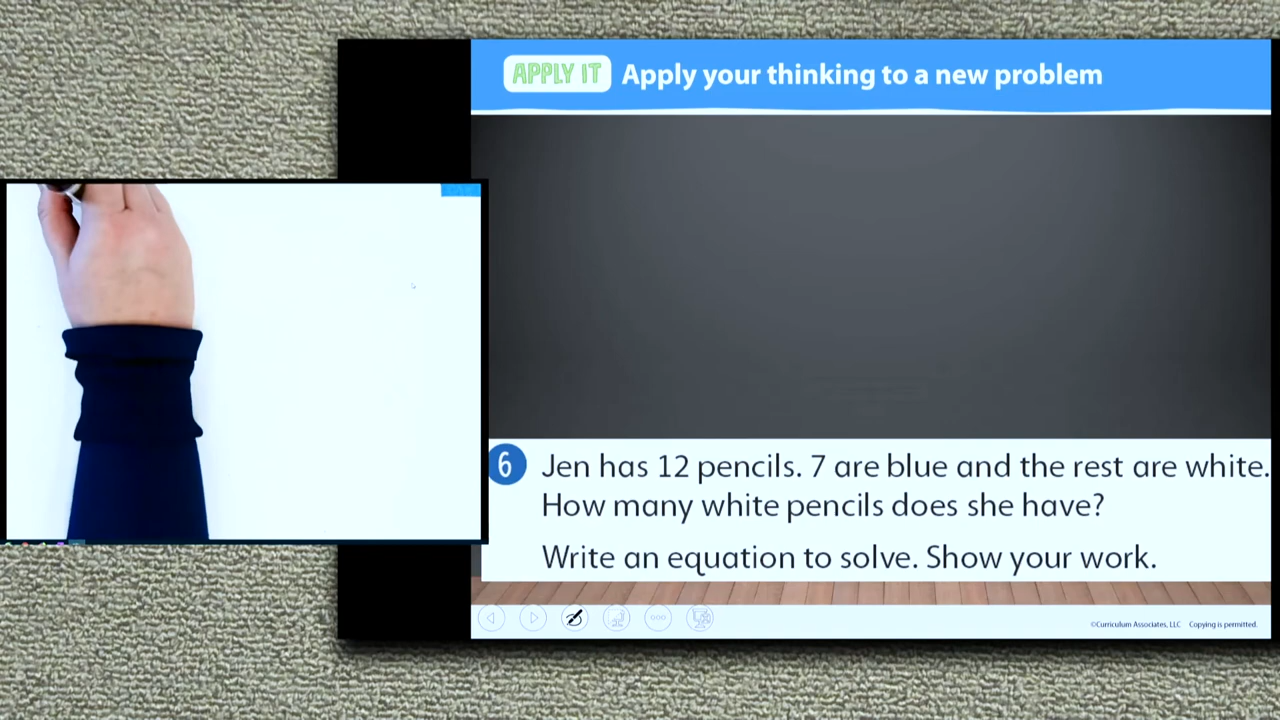 APPLY IT Apply your thinking to a new problem
6 Jen has 12 pencils. 7 are blue and the rest are white.
How many white pencils does she have?
Write an equation to solve. Show your work.
©Curriculum Associates, LLC Copying is permitted.